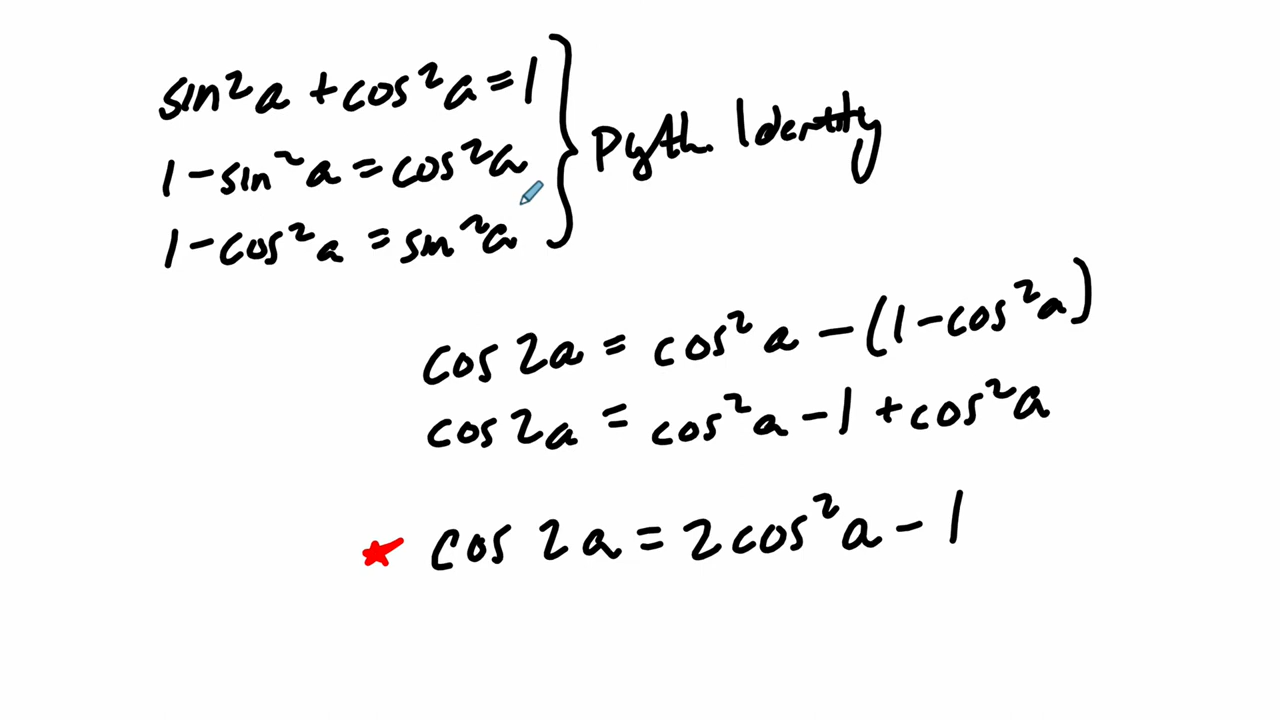 sin²a + cos²a = 1
1 - sin²a = cos²a
1 - cos²a = sin²a
Pyth. Identity
cos 2a = cos²a - (1 - cos²a)
cos 2a = cos²a - 1 + cos²a
cos 2a = 2cos²a - 1